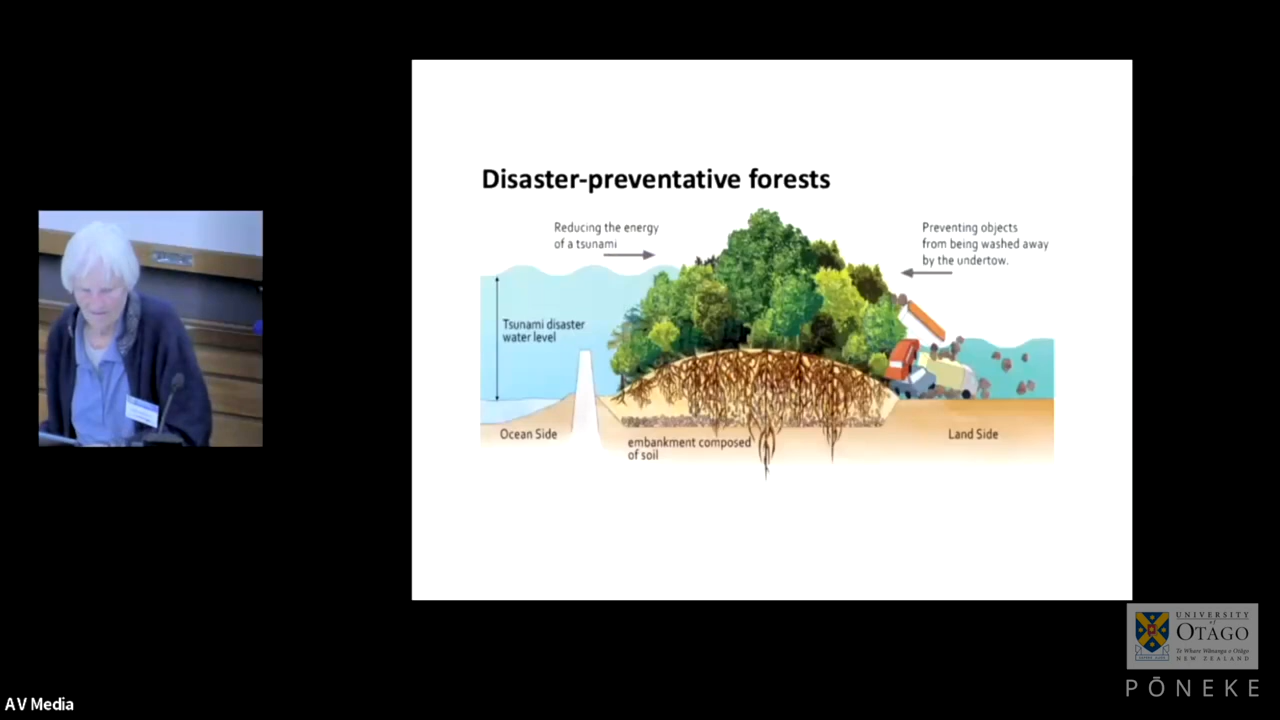 Disaster-preventative forests
Reducing the energy
of a tsunami
Preventing objects
from being washed away
by the undertow.
Tsunami disaster
water level
Ocean Side
embankment composed
of soil
Land Side
UNIVERSITY
of
OTAGO
Te Whare Wānanga o Otāgo
NEW ZEALAND
PŌNEKE
AV Media